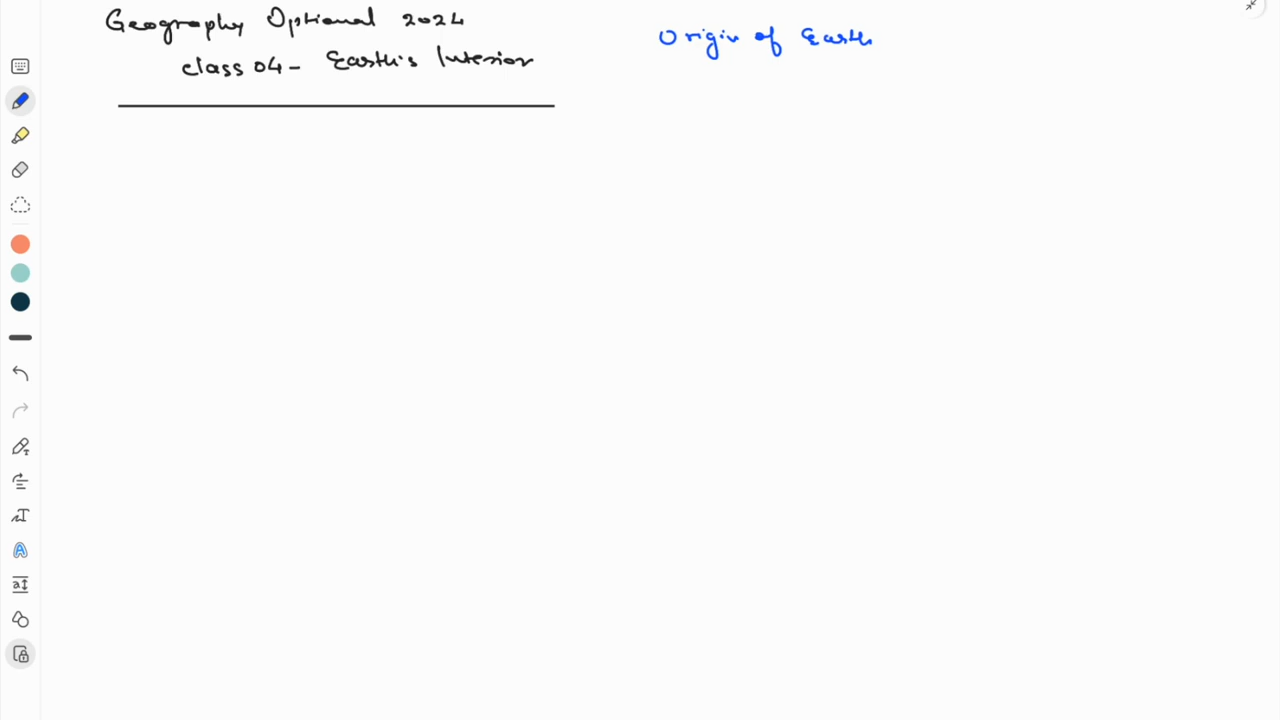 Geography Optional 2024
class 04 - Earth's Interior
Origin of Earth